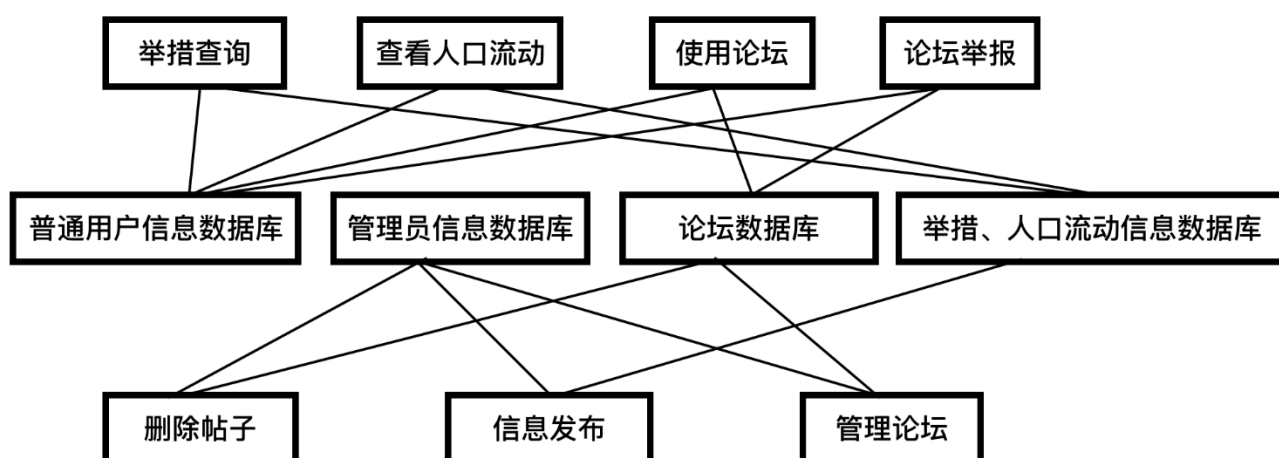 举措查询
查看人口流动
使用论坛
论坛举报
普通用户信息数据库
管理员信息数据库
论坛数据库
举措、人口流动信息数据库
删除帖子
信息发布
管理论坛